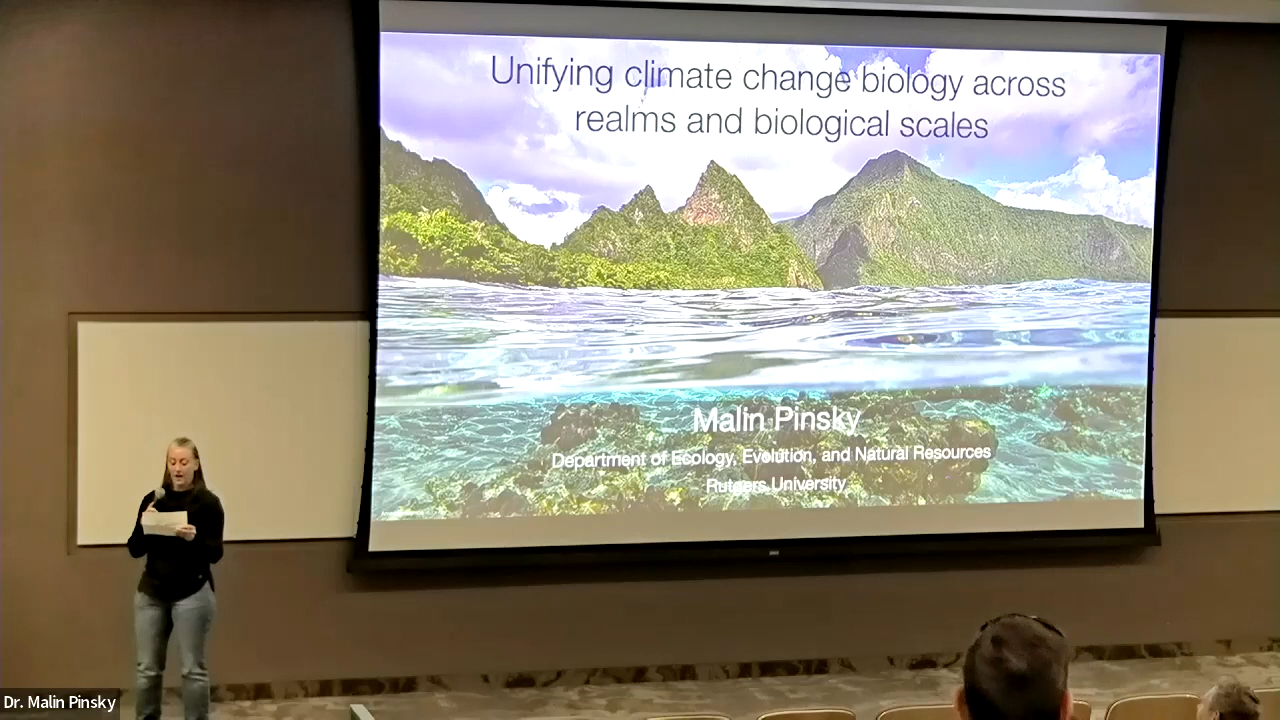 Unifying climate change biology across
realms and biological scales
Malin Pinsky
Department of Ecology, Evolution, and Natural Resources
Rutgers University
Dr. Malin Pinsky